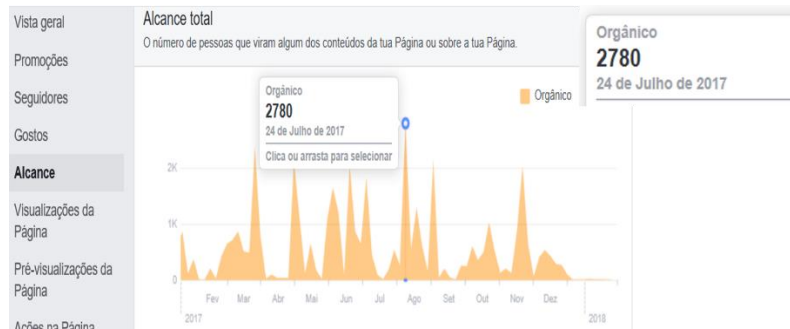 Vista geral
Promoções
Seguidores
Gostos
Alcance
Visualizações da
Página
Pré-visualizações da
Página
Ações na Página
Alcance total
O número de pessoas que viram algum dos conteúdos da tua Página ou sobre a tua Página.
Orgânico
2780
24 de Julho de 2017
Clica ou arrasta para selecionar
Orgânico
2K
1K
0
Fev Mar Abr Mai Jun Jul Ago Set Out Nov Dez
2017 2018
Orgânico
2780
24 de Julho de 2017